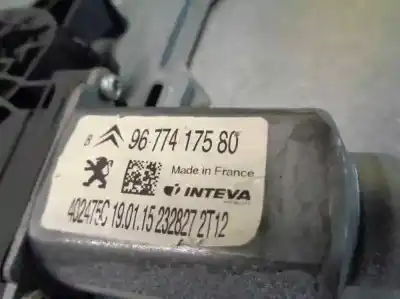 B 96 774 175 80
Made in France
INTEVA
402475C 19.01.15 232827 2T12